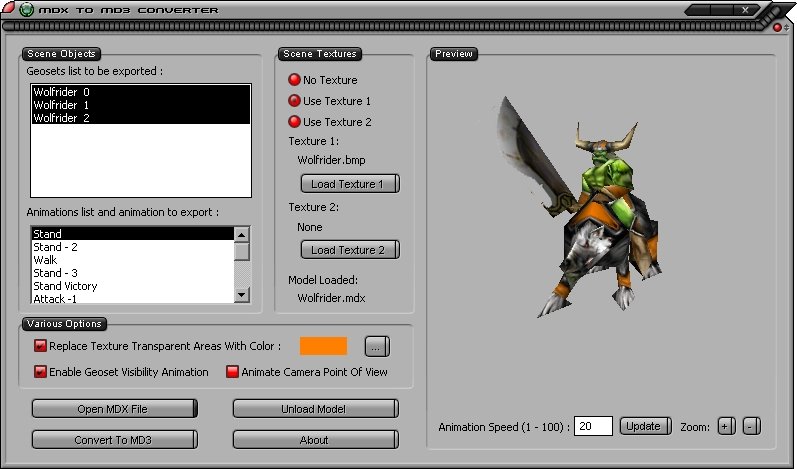 MDX TO MD3 CONVERTER
Scene Objects
Geosets list to be exported :
Wolfrider 0
Wolfrider 1
Wolfrider 2
Animations list and animation to export :
Stand
Stand - 2
Walk
Stand - 3
Stand Victory
Attack -1
Scene Textures
No Texture
Use Texture 1
Use Texture 2
Texture 1:
Wolfrider.bmp
Load Texture 1
Texture 2:
None
Load Texture 2
Model Loaded:
Wolfrider.mdx
Preview
Various Options
Replace Texture Transparent Areas With Color :
...
Enable Geoset Visibility Animation
Animate Camera Point Of View
Open MDX File
Unload Model
Convert To MD3
About
Animation Speed (1 - 100) :
20
Update
Zoom:
+
-